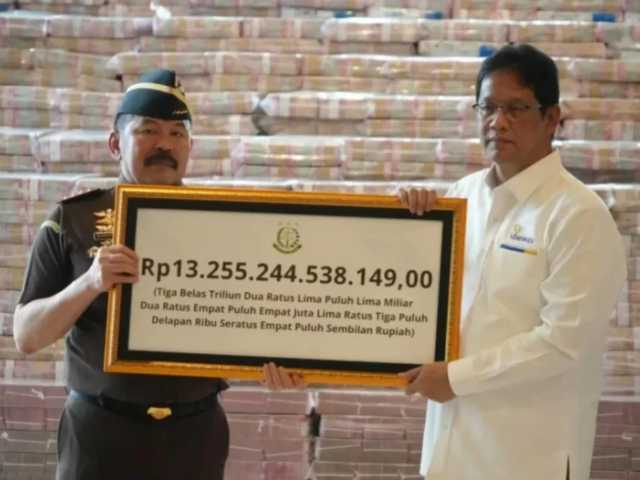 Rp13.255.244.538.149,00
(Tiga Belas Triliun Dua Ratus Lima Puluh Lima Miliar
Dua Ratus Empat Puluh Empat Juta Lima Ratus Tiga Puluh
Delapan Ribu Seratus Empat Puluh Sembilan Rupiah)